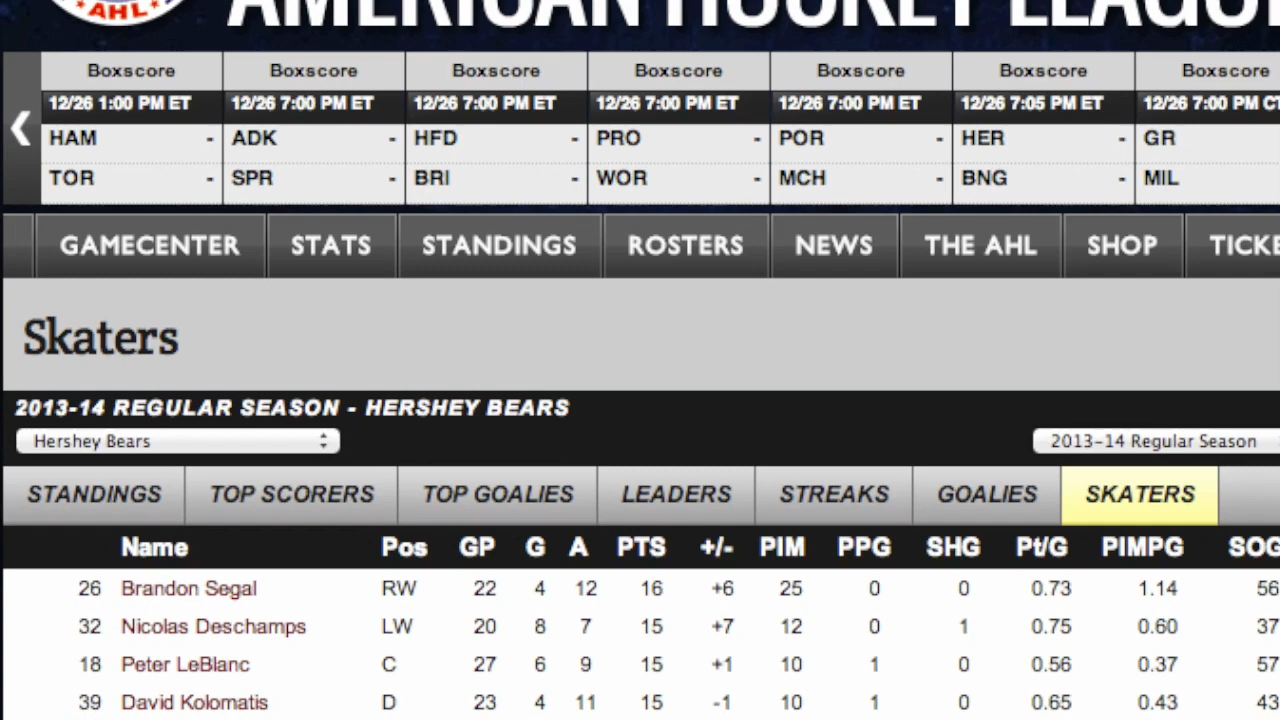 AMERICAN HOCKEY LEAGUE
AHL
Boxscore Boxscore Boxscore Boxscore Boxscore Boxscore Boxscore
12/26 1:00 PM ET 12/26 7:00 PM ET 12/26 7:00 PM ET 12/26 7:00 PM ET 12/26 7:00 PM ET 12/26 7:05 PM ET 12/26 7:00 PM CT
HAM - ADK - HFD - PRO - POR - HER - GR
TOR - SPR - BRI - WOR - MCH - BNG - MIL
GAMECENTER STATS STANDINGS ROSTERS NEWS THE AHL SHOP TICKE
Skaters
2013-14 REGULAR SEASON - HERSHEY BEARS
Hershey Bears 2013-14 Regular Season
STANDINGS TOP SCORERS TOP GOALIES LEADERS STREAKS GOALIES SKATERS
Name Pos GP G A PTS +/- PIM PPG SHG Pt/G PIMPG SOG
26 Brandon Segal RW 22 4 12 16 +6 25 0 0 0.73 1.14 56
32 Nicolas Deschamps LW 20 8 7 15 +7 12 0 1 0.75 0.60 37
18 Peter LeBlanc C 27 6 9 15 +1 10 1 0 0.56 0.37 57
39 David Kolomatis D 23 4 11 15 -1 10 1 0 0.65 0.43 43